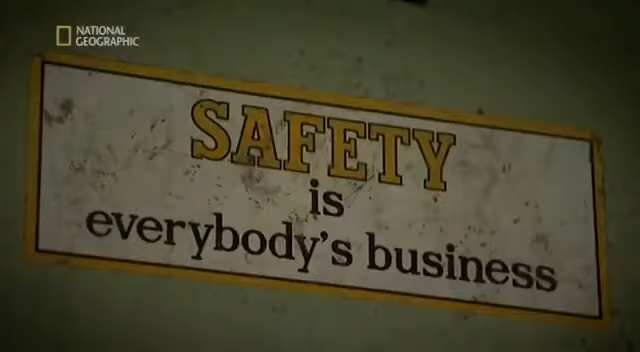 NATIONAL
GEOGRAPHIC
SAFETY
is
everybody's business